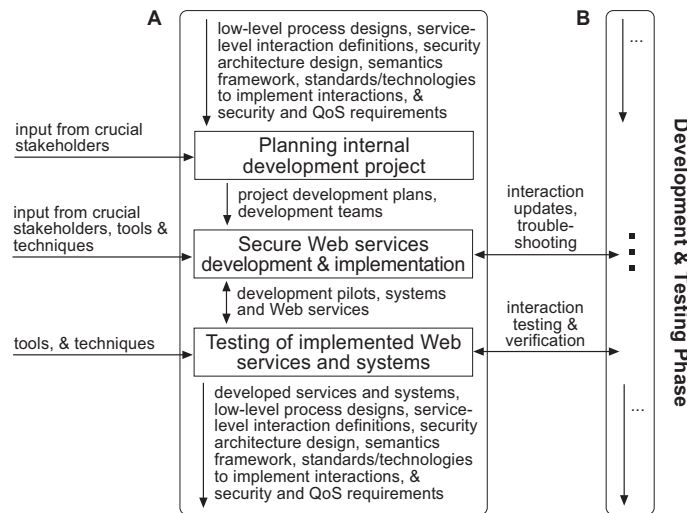 A
B
low-level process designs, service-
level interaction definitions, security
architecture design, semantics
framework, standards/technologies
to implement interactions, &
security and QoS requirements
...
input from crucial
stakeholders
Planning internal
development project
project development plans,
development teams
input from crucial
stakeholders, tools &
techniques
Secure Web services
development & implementation
interaction
updates,
trouble-
shooting
development pilots, systems
and Web services
tools, & techniques
Testing of implemented Web
services and systems
interaction
testing &
verification
developed services and systems,
low-level process designs, service-
level interaction definitions, security
architecture design, semantics
framework, standards/technologies
to implement interactions, &
security and QoS requirements
...
Development & Testing Phase